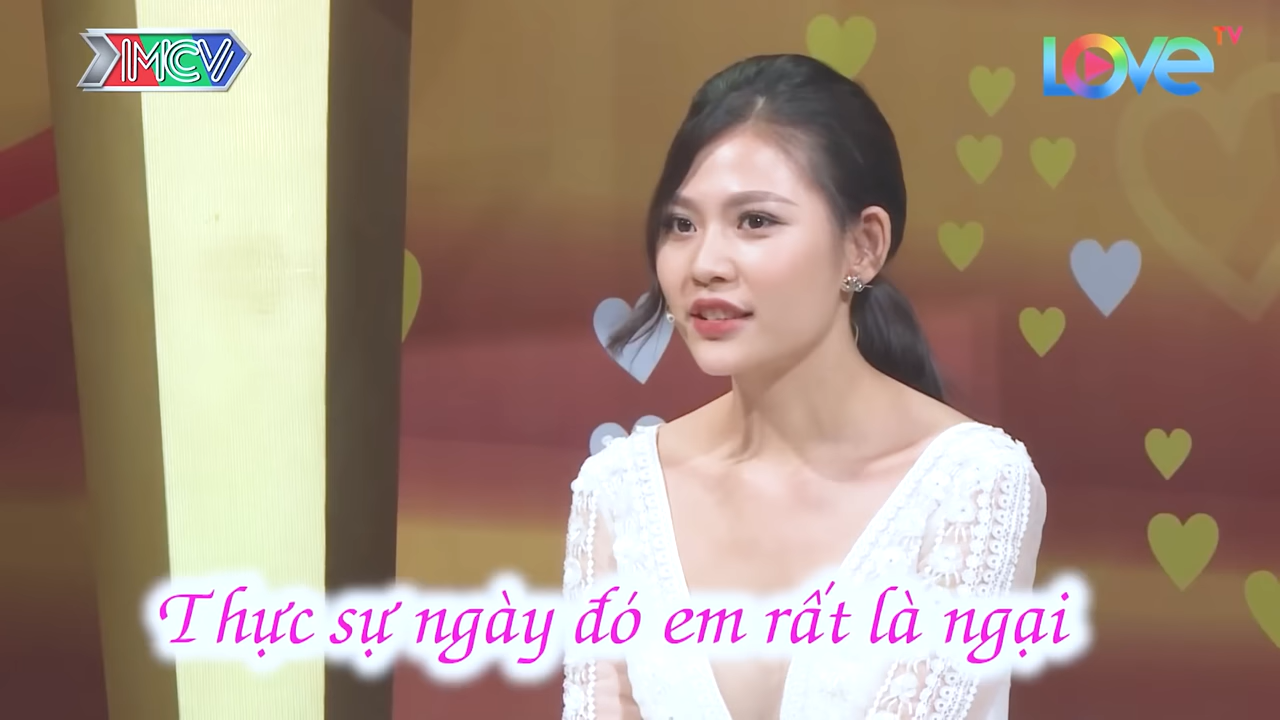 MCV
LOVE TV
Thực sự ngày đó em rất là ngại